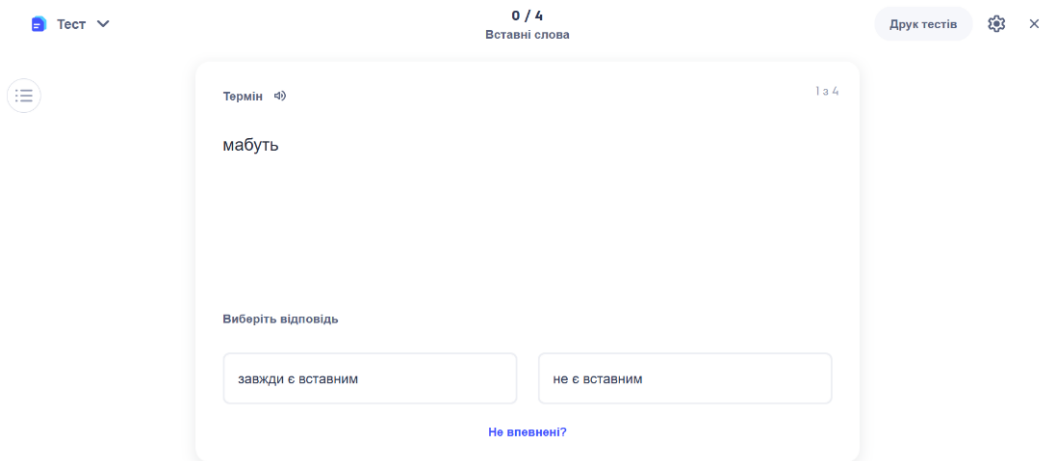 Тест
0 / 4
Вставні слова
Друк тестів
Термін
1 з 4
мабуть
Виберіть відповідь
завжди є вставним
не є вставним
Не впевнені?